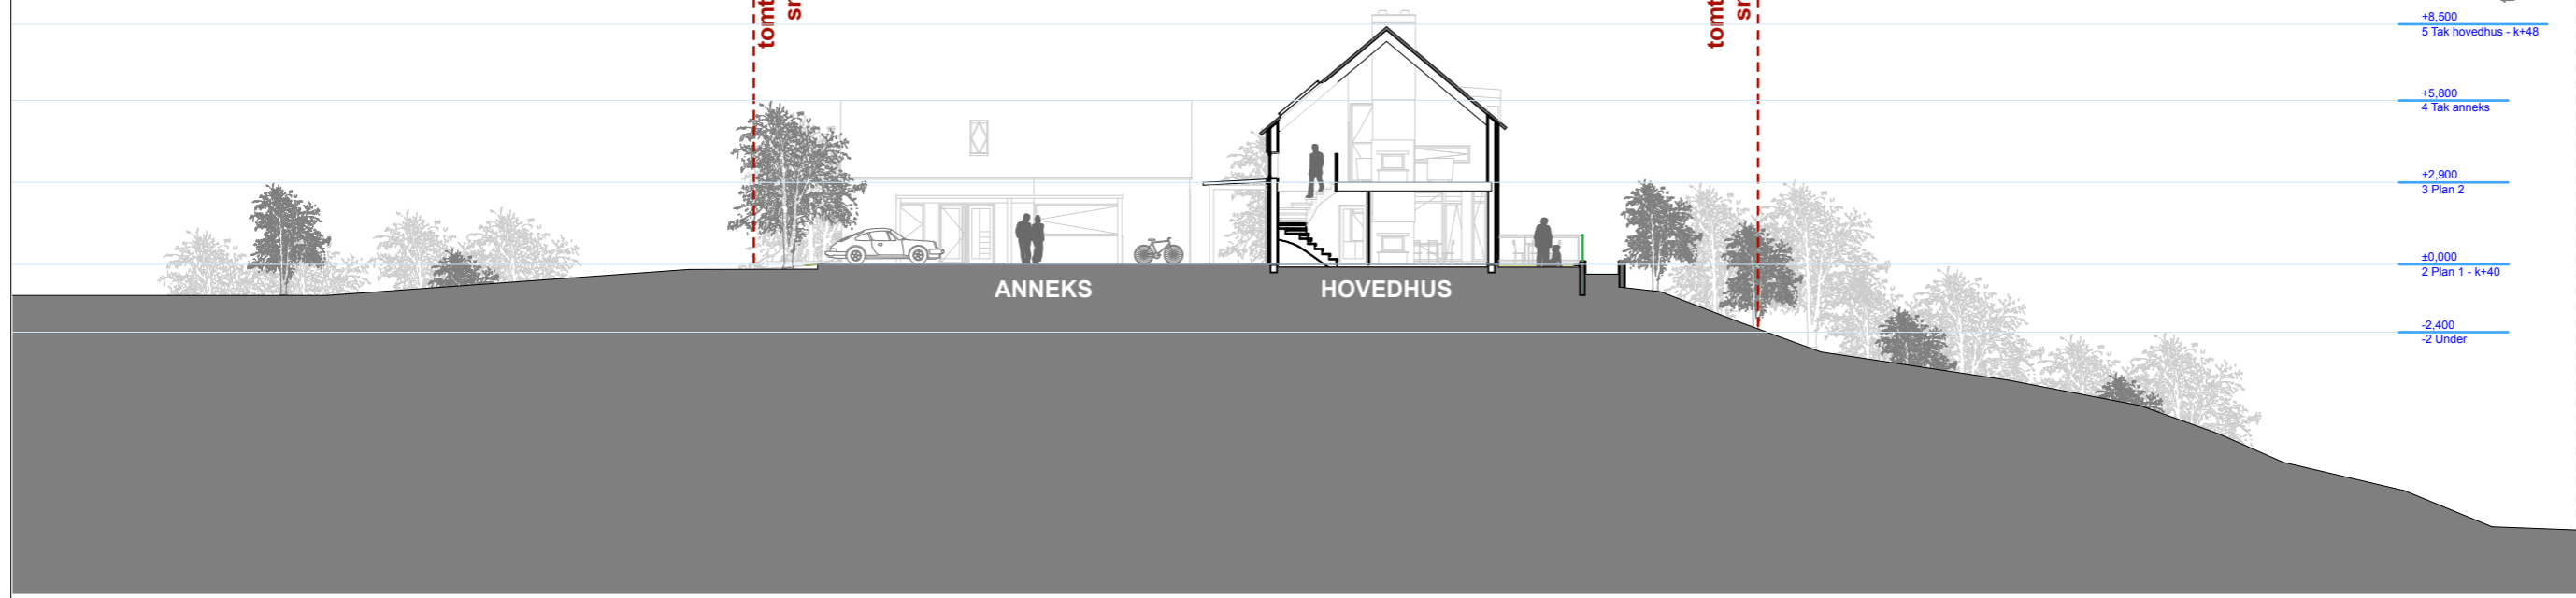 tomt
sn
tomt
sn
+8,500
5 Tak hovedhus - k+48
+5,800
4 Tak anneks
+2,900
3 Plan 2
±0,000
2 Plan 1 - k+40
-2,400
-2 Under
ANNEKS
HOVEDHUS